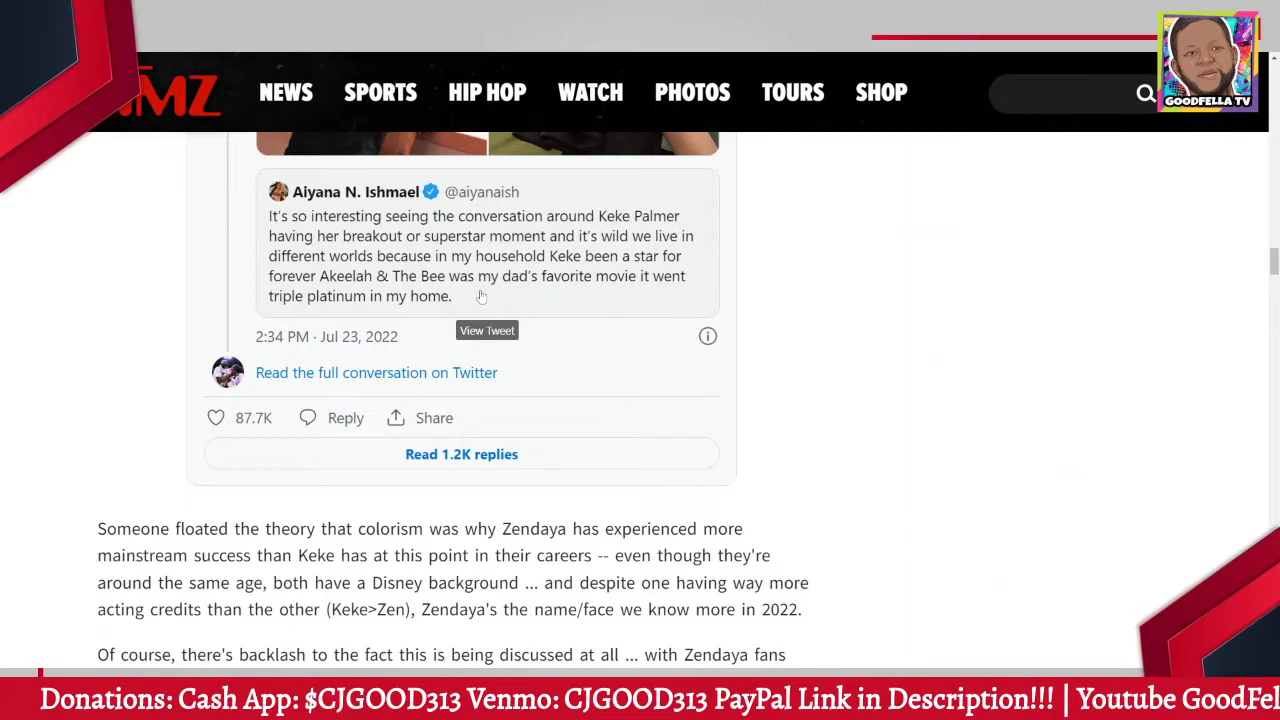 NEWS SPORTS HIP HOP WATCH PHOTOS TOURS SHOP
GOODFELLA TV
Aiyana N. Ishmael @aiyanaish
It's so interesting seeing the conversation around Keke Palmer
having her breakout or superstar moment and it's wild we live in
different worlds because in my household Keke been a star for
forever Akeelah & The Bee was my dad's favorite movie it went
triple platinum in my home.
View Tweet
2:34 PM · Jul 23, 2022
Read the full conversation on Twitter
87.7K Reply Share
Read 1.2K replies
Someone floated the theory that colorism was why Zendaya has experienced more
mainstream success than Keke has at this point in their careers -- even though they're
around the same age, both have a Disney background ... and despite one having way more
acting credits than the other (Keke>Zen), Zendaya's the name/face we know more in 2022.
Of course, there's backlash to the fact this is being discussed at all ... with Zendaya fans
Donations: Cash App: $CJGOOD313 Venmo: CJGOOD313 PayPal Link in Description!!! | Youtube GoodFel